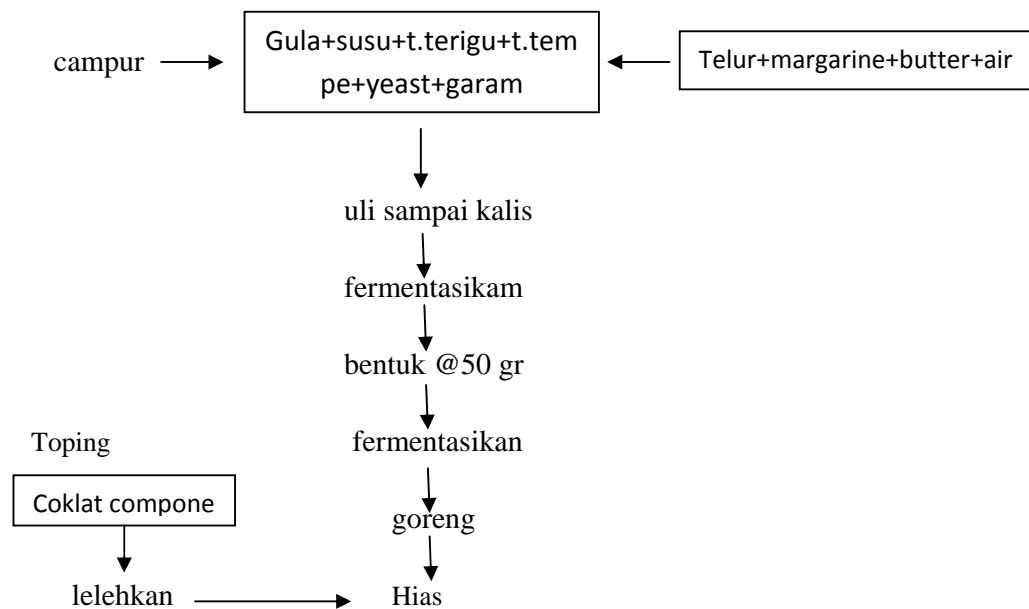 campur
Gula+susu+t.terigu+t.tem
pe+yeast+garam
Telur+margarine+butter+air
uli sampai kalis
fermentasikam
bentuk @50 gr
fermentasikan
Toping
Coklat compone
goreng
lelehkan
Hias